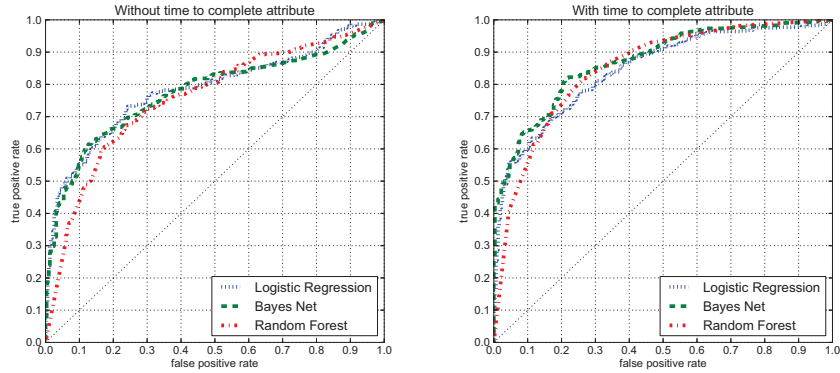 Without time to complete attribute
1.0
0.9
0.8
0.7
0.6
0.5
0.4
0.3
0.2
0.1
0.0
true positive rate
Logistic Regression
Bayes Net
Random Forest
0.0 0.1 0.2 0.3 0.4 0.5 0.6 0.7 0.8 0.9 1.0
false positive rate
With time to complete attribute
1.0
0.9
0.8
0.7
0.6
0.5
0.4
0.3
0.2
0.1
0.0
true positive rate
Logistic Regression
Bayes Net
Random Forest
0.0 0.1 0.2 0.3 0.4 0.5 0.6 0.7 0.8 0.9 1.0
false positive rate